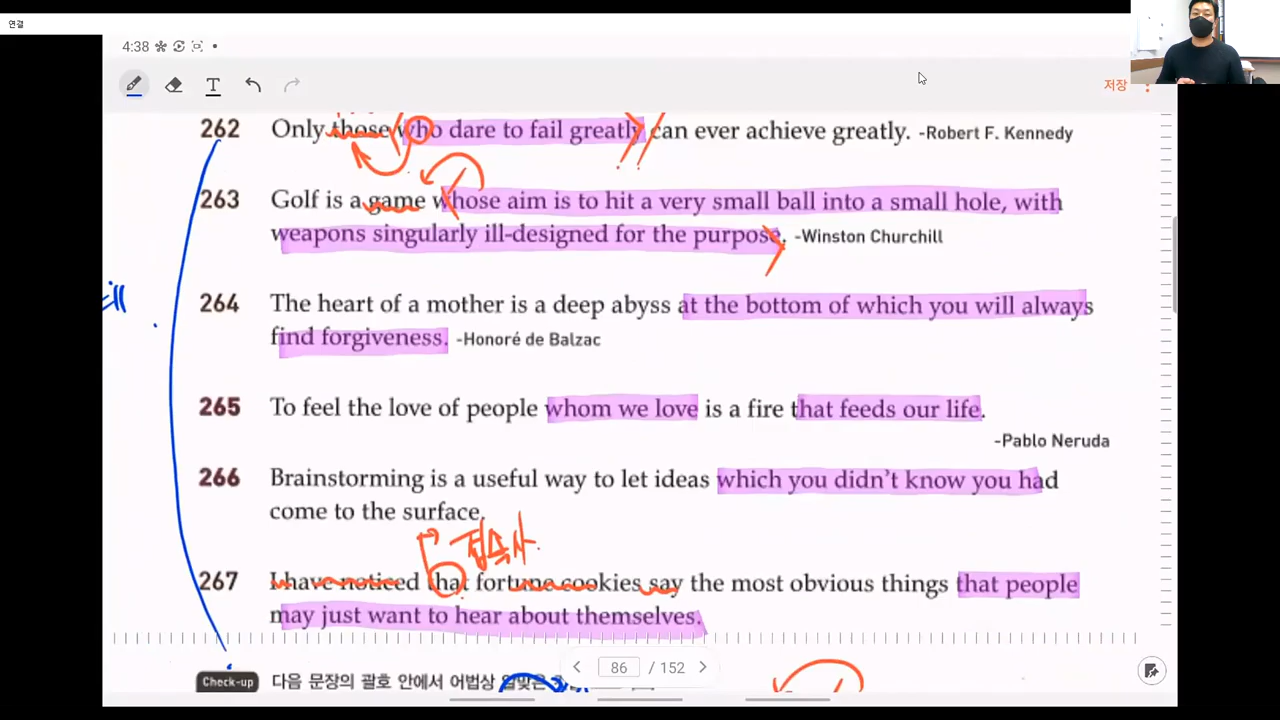 연결
4:38
T
저장
262 Only those who dare to fail greatly can ever achieve greatly. -Robert F. Kennedy
263 Golf is a game whose aim is to hit a very small ball into a small hole, with
weapons singularly ill-designed for the purpose. -Winston Churchill
264 The heart of a mother is a deep abyss at the bottom of which you will always
find forgiveness. -Honoré de Balzac
265 To feel the love of people whom we love is a fire that feeds our life.
-Pablo Neruda
266 Brainstorming is a useful way to let ideas which you didn't know you had
come to the surface.
접속사
267 I have noticed that fortune cookies say the most obvious things that people
may just want to hear about themselves.
86 / 152
Check-up 다음 문장의 괄호 안에서 어법상 알맞은